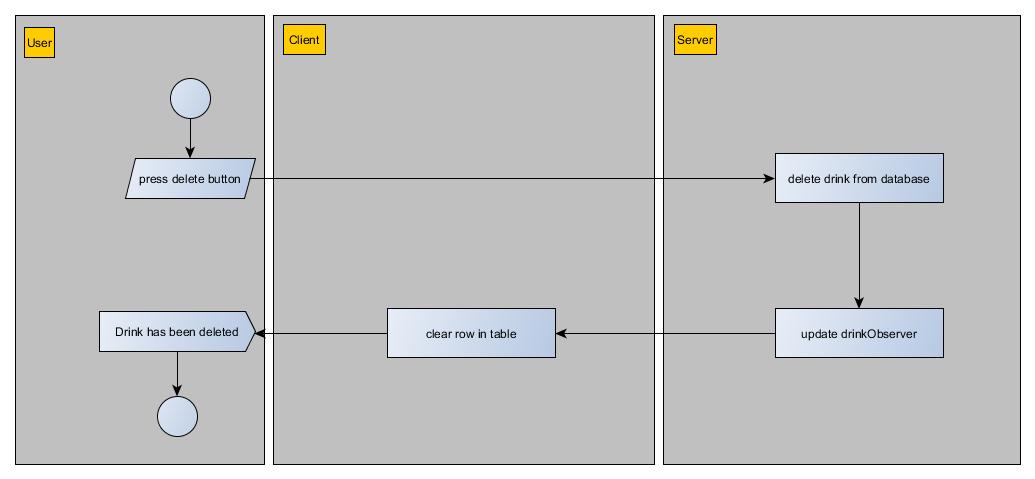 User
Client
Server
press delete button
delete drink from database
Drink has been deleted
clear row in table
update drinkObserver